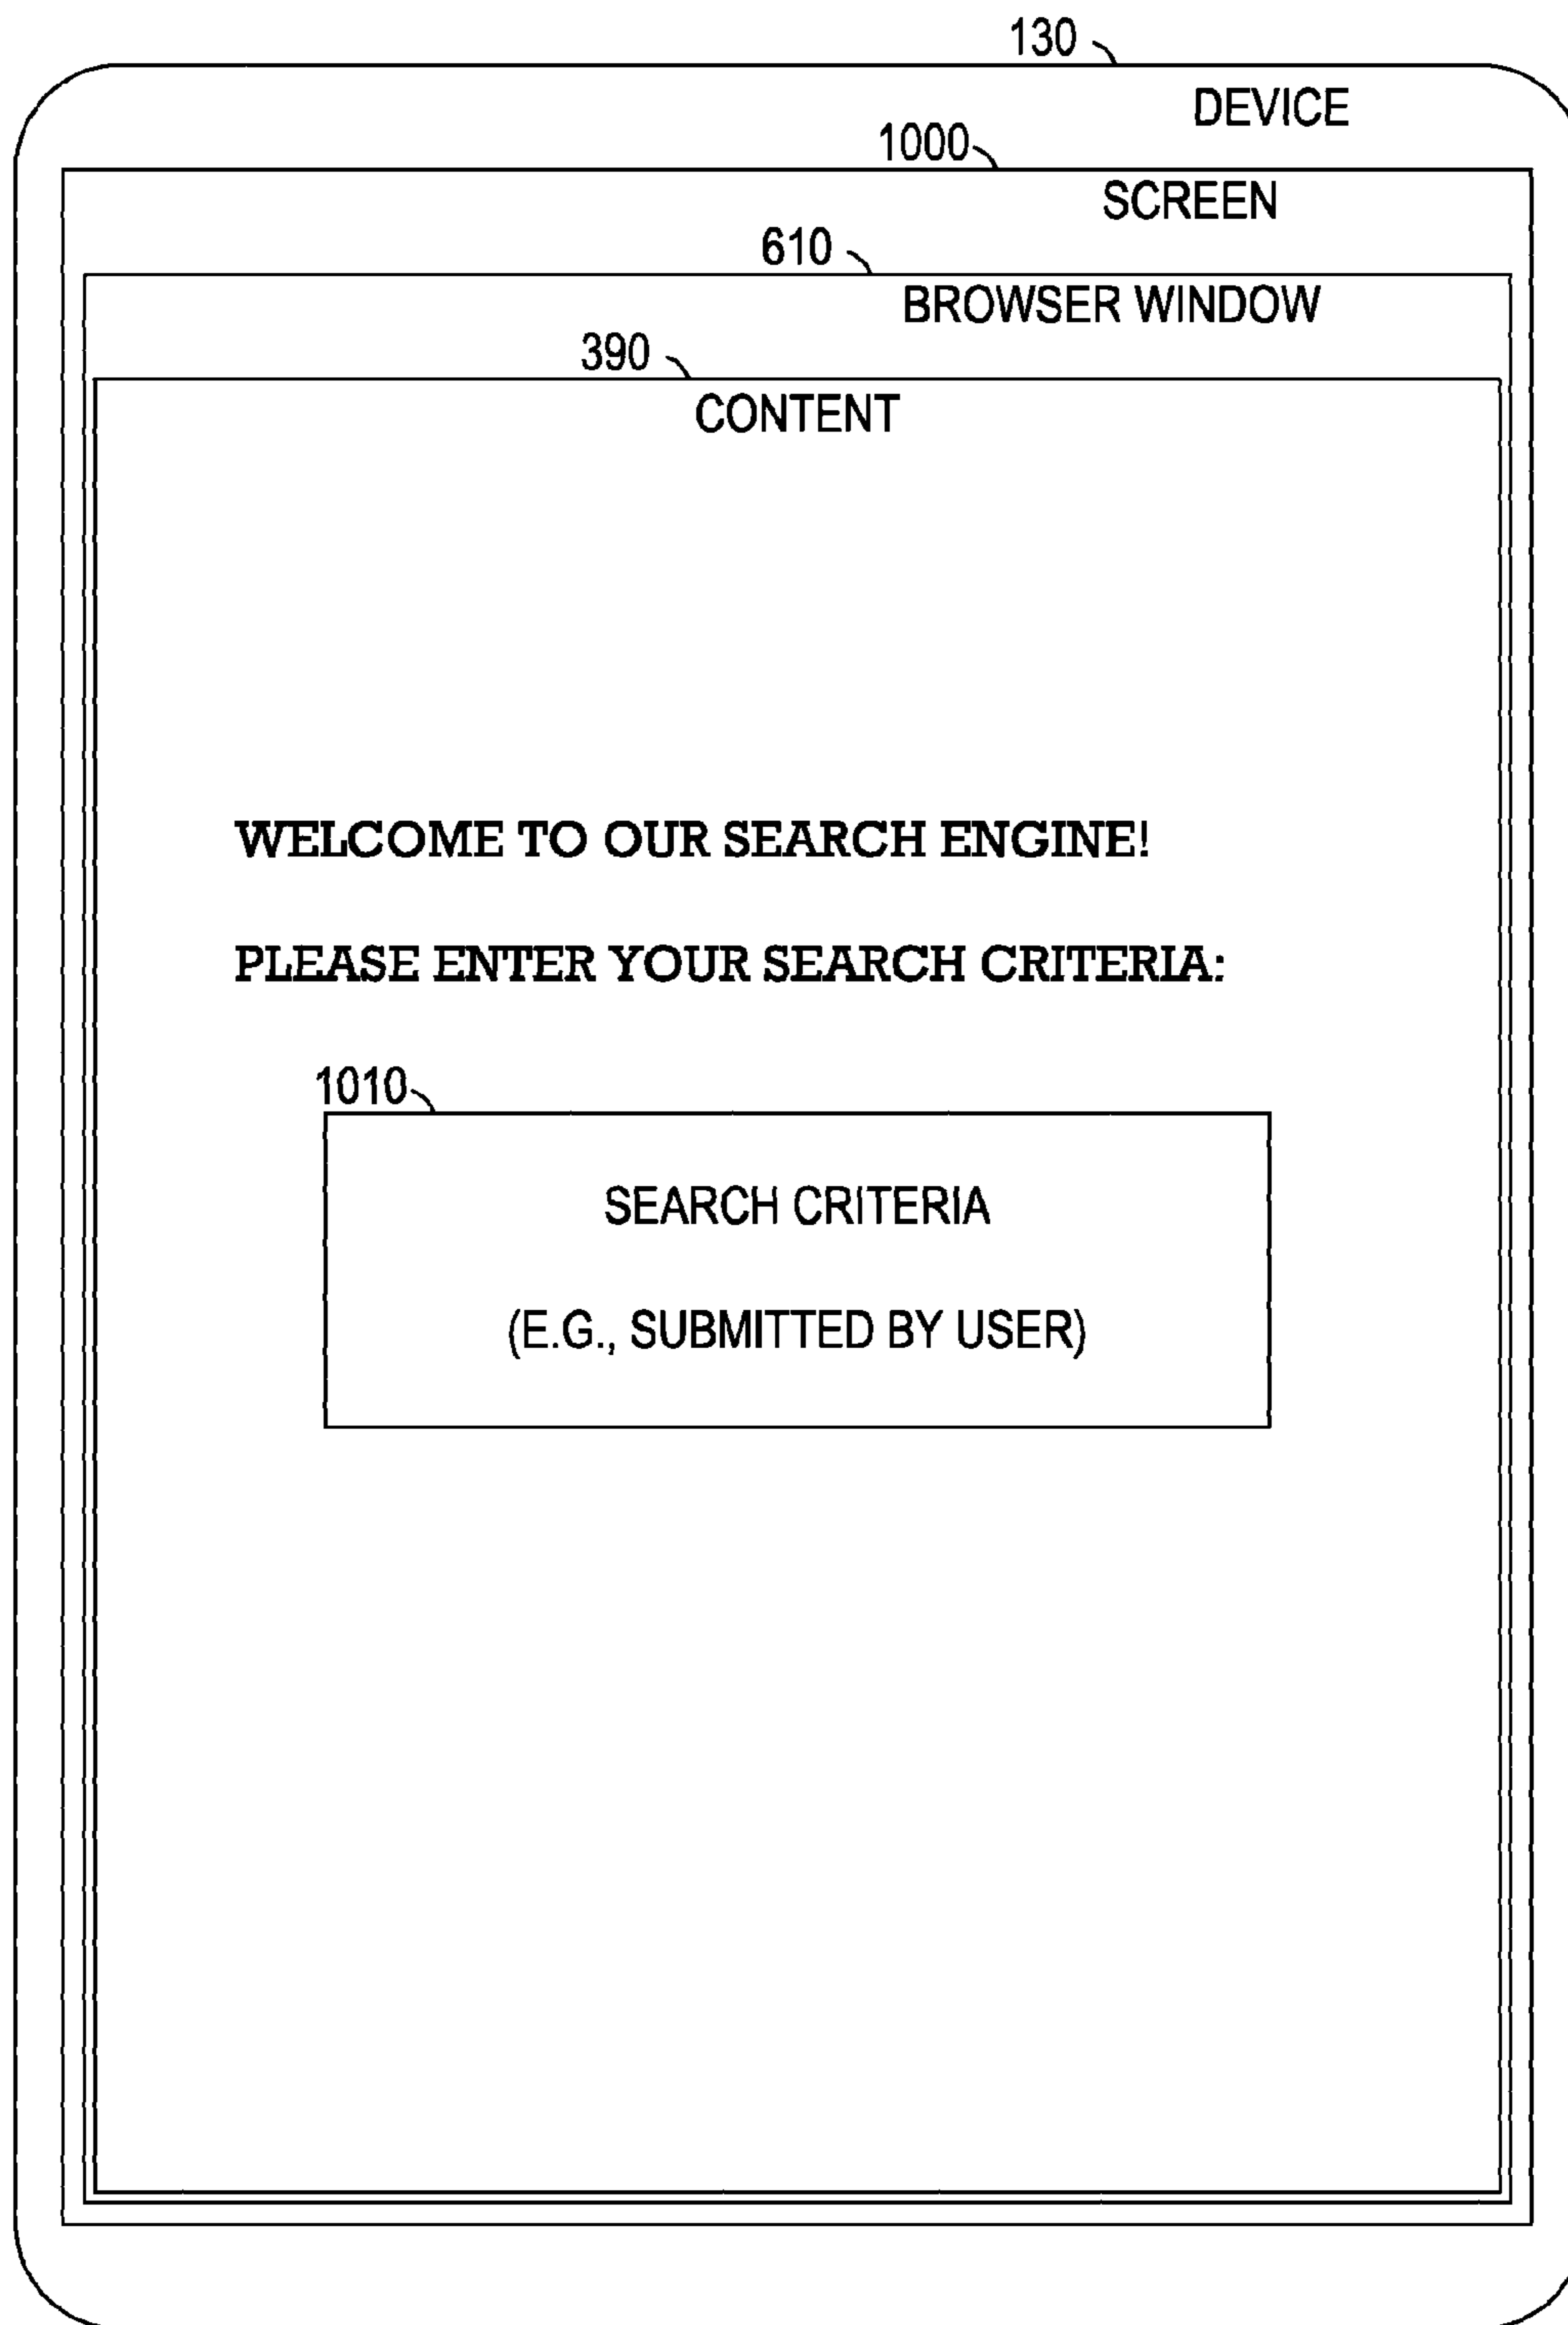 130
DEVICE
1000
SCREEN
610
BROWSER WINDOW
390
CONTENT
WELCOME TO OUR SEARCH ENGINE!
PLEASE ENTER YOUR SEARCH CRITERIA:
1010
SEARCH CRITERIA
(E.G., SUBMITTED BY USER)